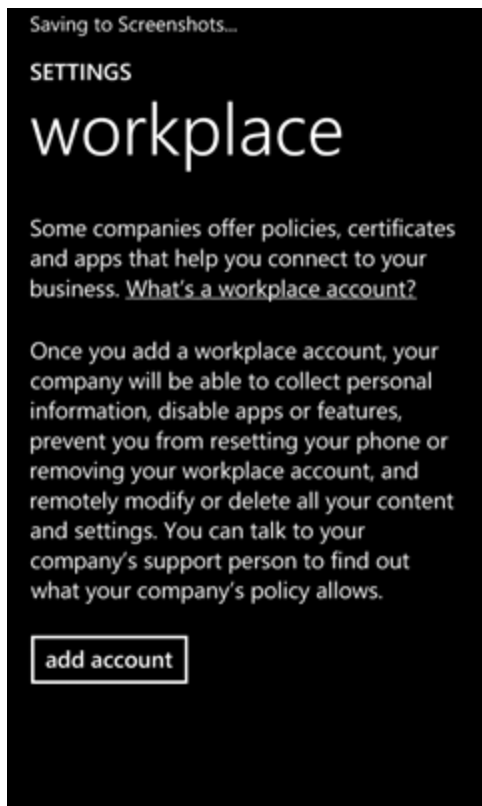 Saving to Screenshots...
SETTINGS
workplace
Some companies offer policies, certificates
and apps that help you connect to your
business. What's a workplace account?
Once you add a workplace account, your
company will be able to collect personal
information, disable apps or features,
prevent you from resetting your phone or
removing your workplace account, and
remotely modify or delete all your content
and settings. You can talk to your
company's support person to find out
what your company's policy allows.
add account